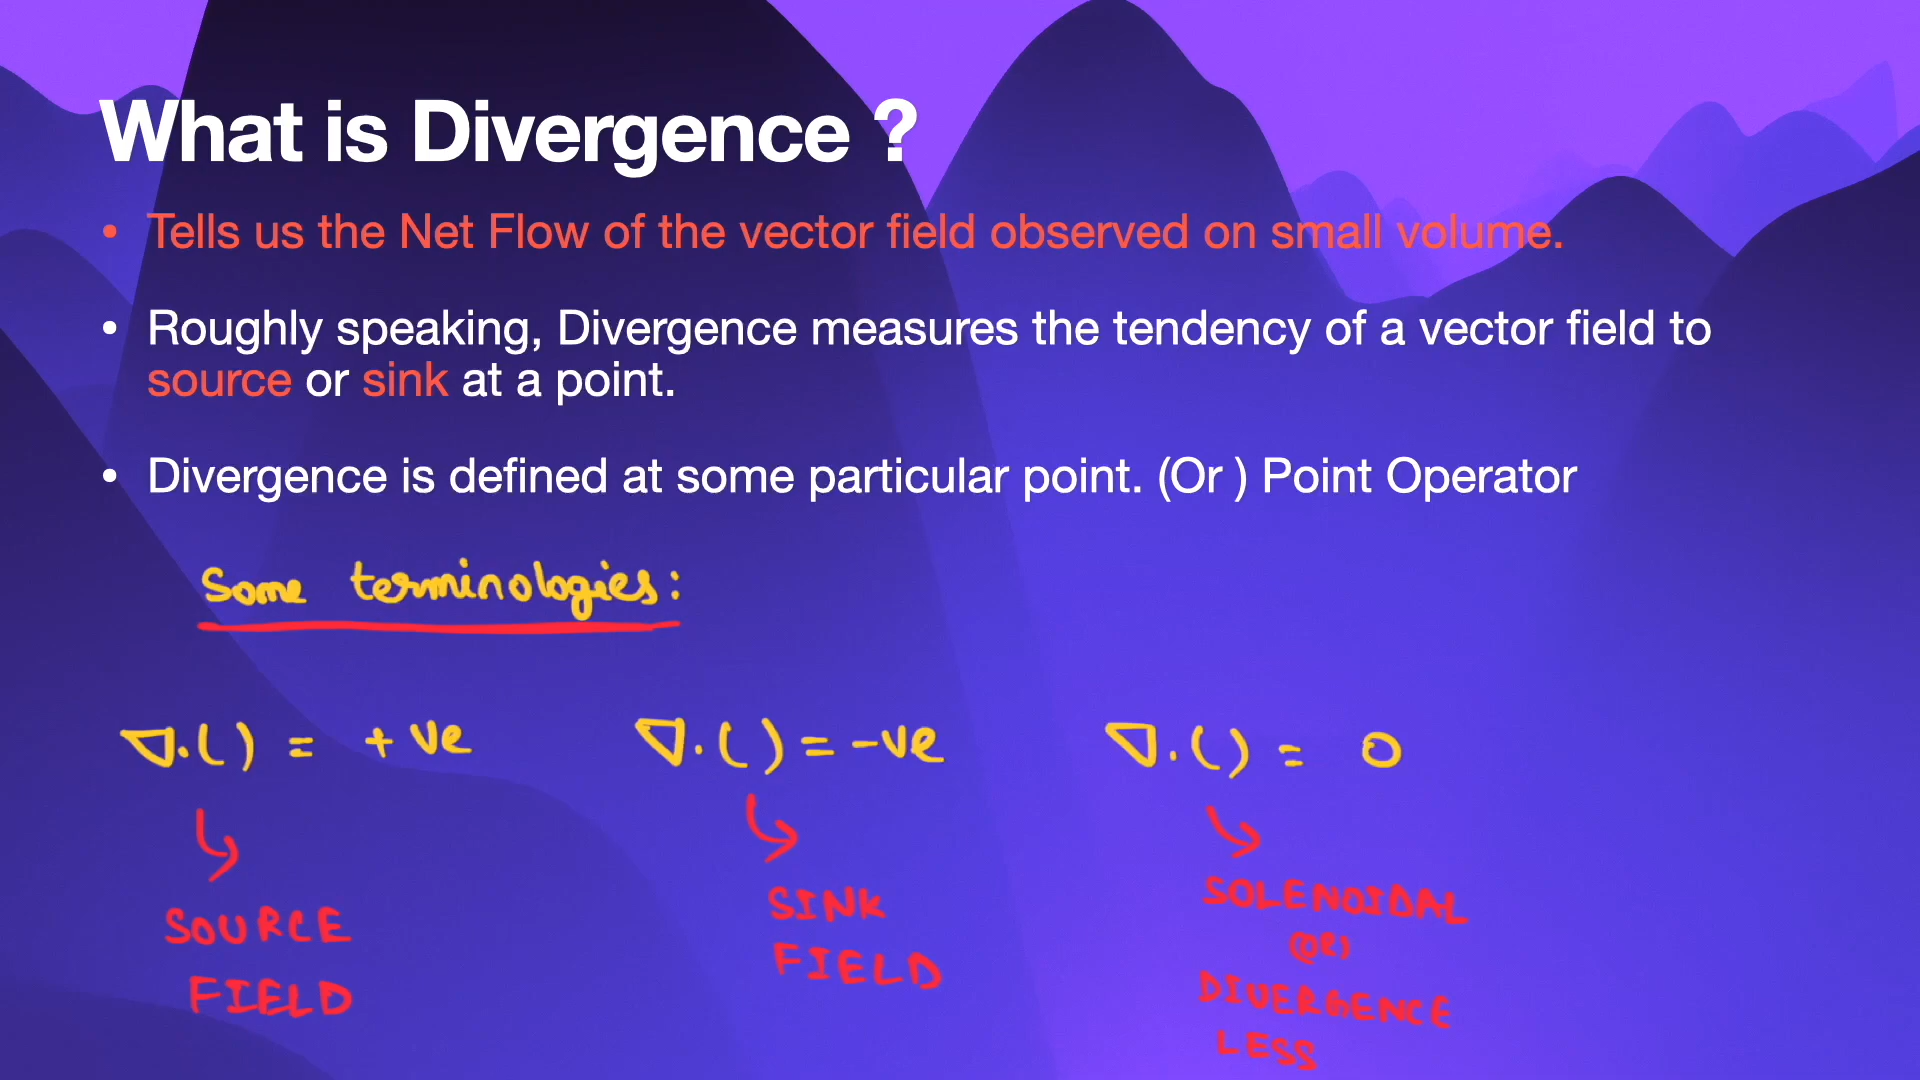 What is Divergence ?
• Tells us the Net Flow of the vector field observed on small volume.
• Roughly speaking, Divergence measures the tendency of a vector field to
source or sink at a point.
• Divergence is defined at some particular point. (Or ) Point Operator
Some terminologies:
∇.( ) = +ve
∇.( ) = -ve
∇.( ) = 0
SOURCE
FIELD
SINK
FIELD
SOLENOIDAL
(OR)
DIVERGENCE
LESS